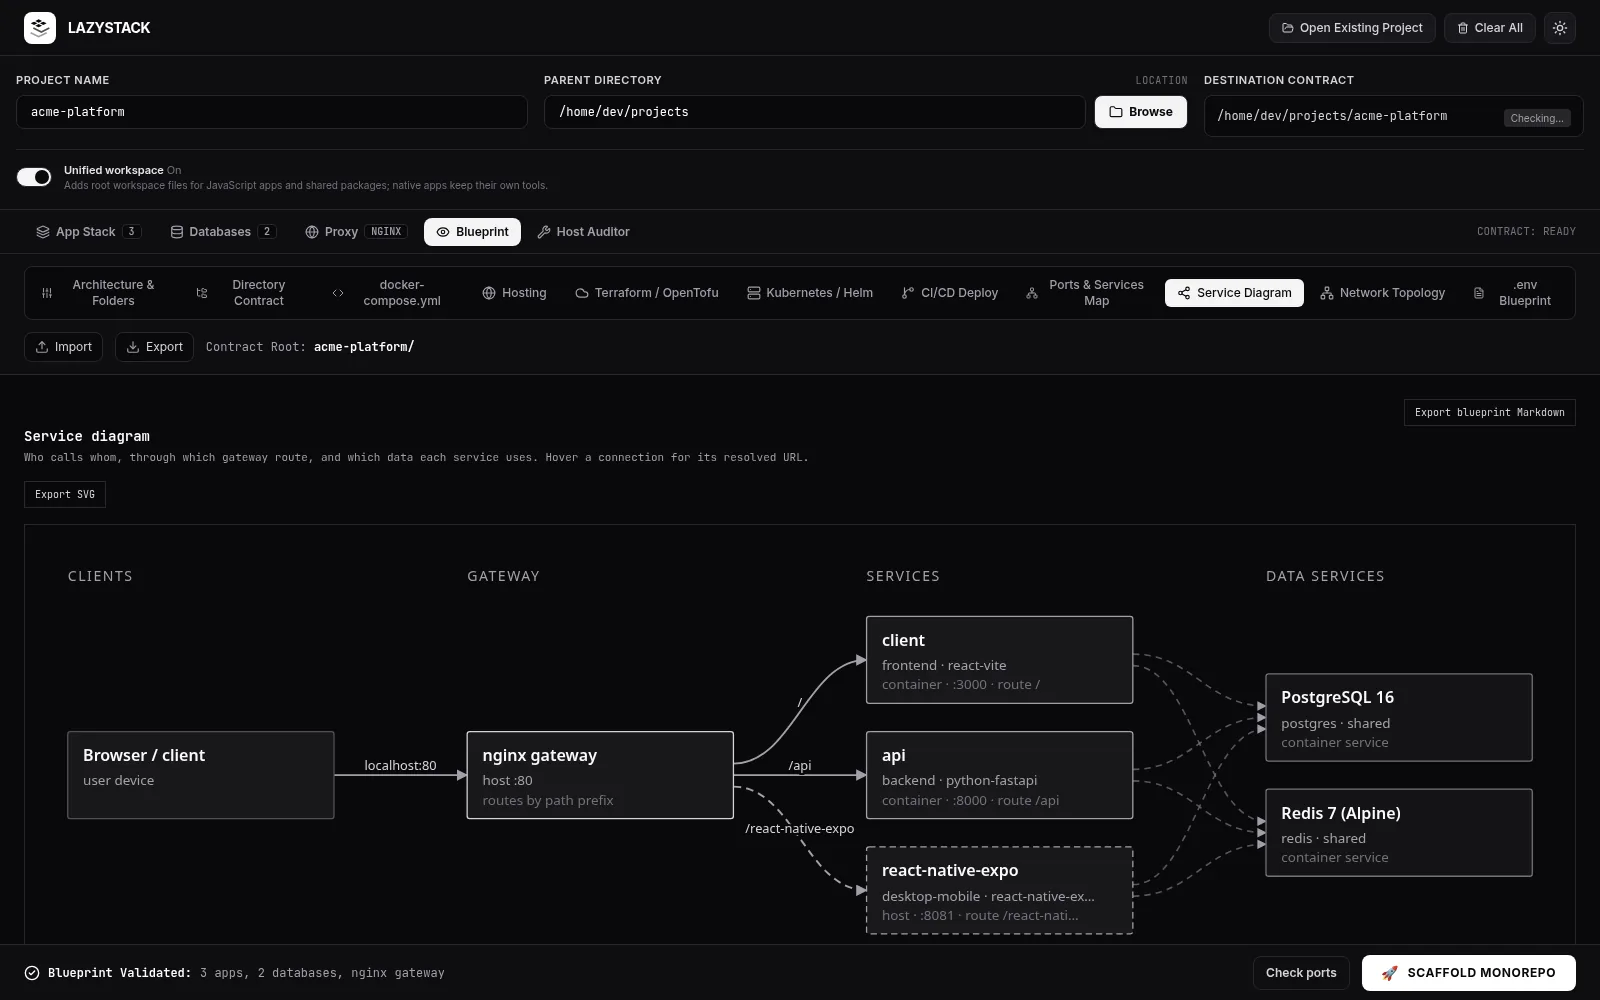 LAZYSTACK
Open Existing Project
Clear All
PROJECT NAME
PARENT DIRECTORY
LOCATION
DESTINATION CONTRACT
acme-platform
/home/dev/projects
Browse
/home/dev/projects/acme-platform
Checking…
Unified workspace On
Adds root workspace files for JavaScript apps and shared packages; native apps keep their own tools.
App Stack 3
Databases 2
Proxy NGINX
Blueprint
Host Auditor
CONTRACT: READY
Architecture &
Folders
Directory
Contract
docker-
compose.yml
Hosting
Terraform / OpenTofu
Kubernetes / Helm
CI/CD Deploy
Ports & Services
Map
Service Diagram
Network Topology
.env
Blueprint
Import
Export
Contract Root: acme-platform/
Export blueprint Markdown
Service diagram
Who calls whom, through which gateway route, and which data each service uses. Hover a connection for its resolved URL.
Export SVG
CLIENTS
GATEWAY
SERVICES
DATA SERVICES
Browser / client
user device
localhost:80
nginx gateway
host :80
routes by path prefix
/
/api
/react-native-expo
client
frontend · react-vite
container · :3000 · route /
api
backend · python-fastapi
container · :8000 · route /api
react-native-expo
desktop-mobile · react-native-ex…
host · :8081 · route /react-nati…
PostgreSQL 16
postgres · shared
container service
Redis 7 (Alpine)
redis · shared
container service
Blueprint Validated: 3 apps, 2 databases, nginx gateway
Check ports
SCAFFOLD MONOREPO